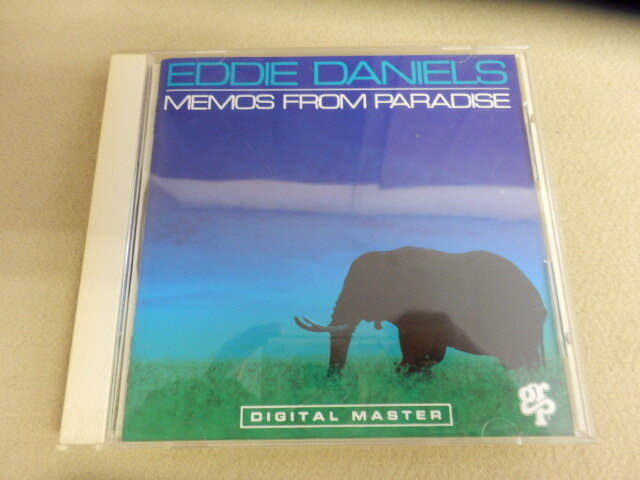 EDDIE DANIELS
MEMOS FROM PARADISE
DIGITAL MASTER
grp